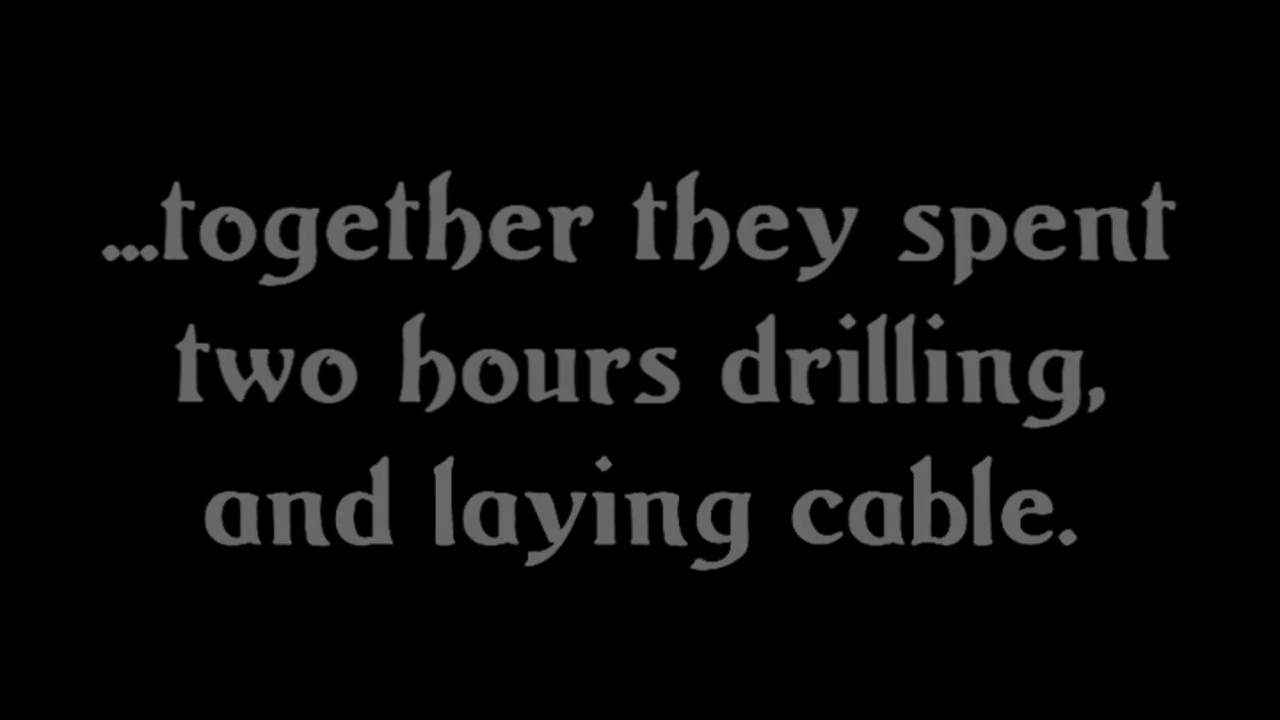 ...together they spent
two hours drilling,
and laying cable.